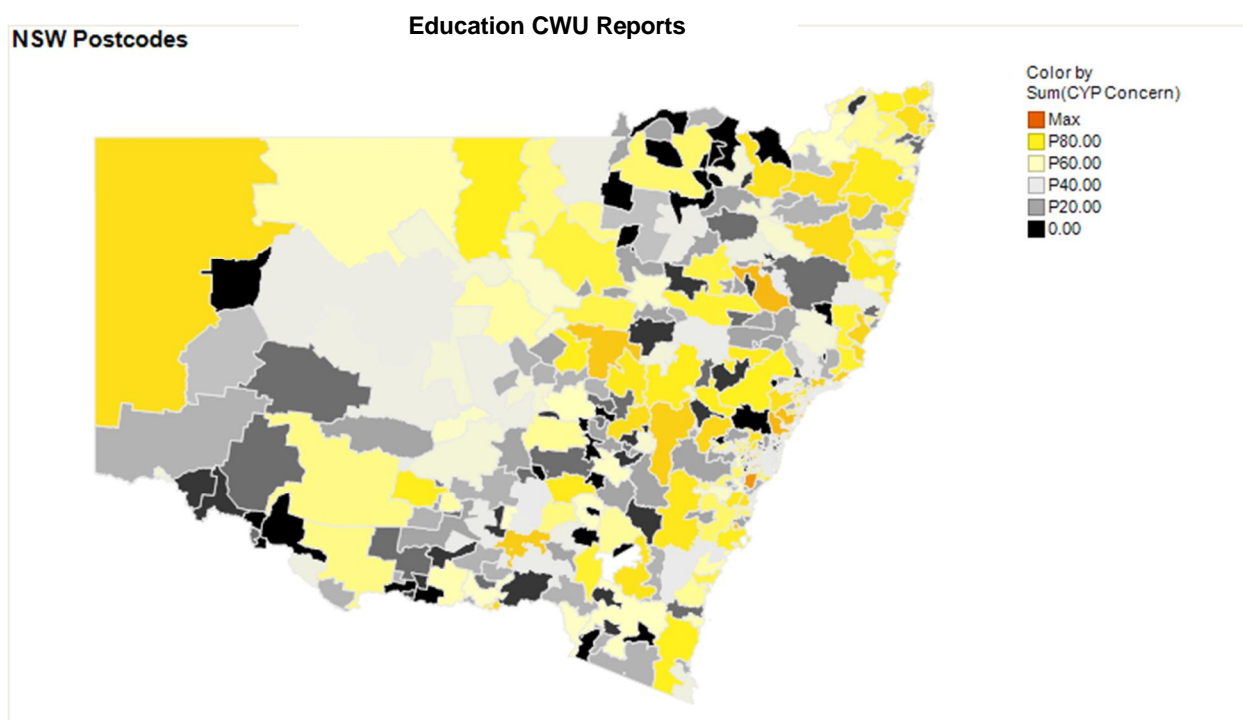 Education CWU Reports
NSW Postcodes
Color by
Sum(CYP Concern)
Max
P80.00
P60.00
P40.00
P20.00
0.00